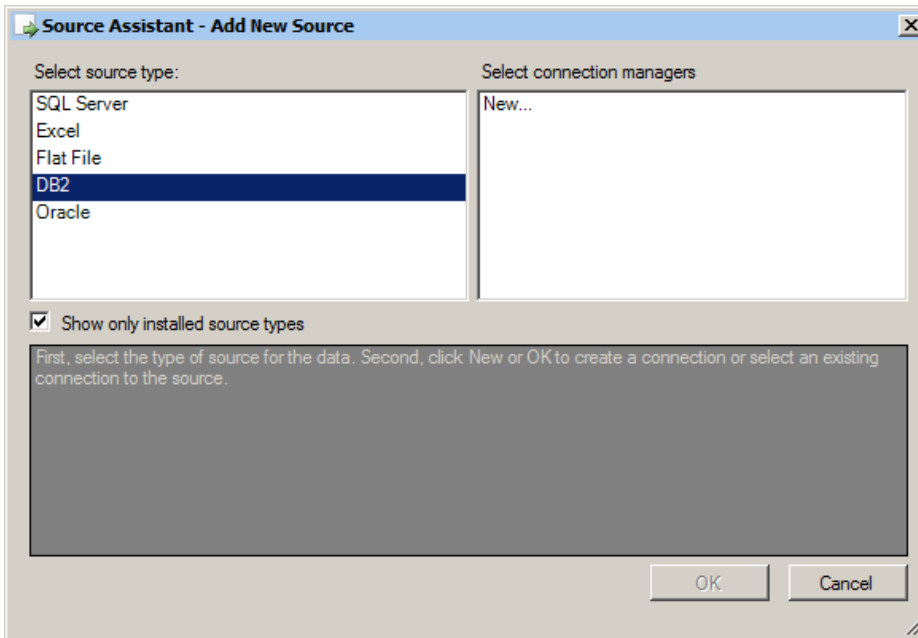 Source Assistant - Add New Source
Select source type:
Select connection managers
SQL Server
Excel
Flat File
DB2
Oracle
New...
Show only installed source types
First, select the type of source for the data. Second, click New or OK to create a connection or select an existing
connection to the source.
OK
Cancel